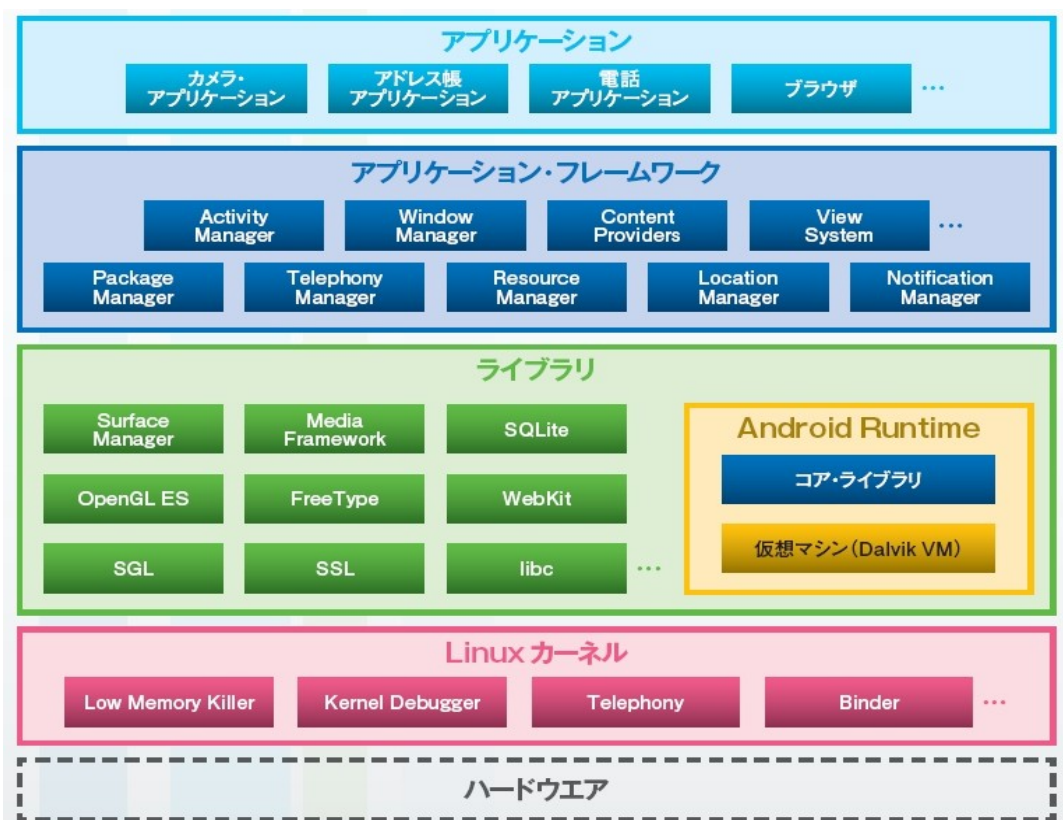 アプリケーション
カメラ・
アプリケーション
アドレス帳
アプリケーション
電話
アプリケーション
ブラウザ
…
アプリケーション・フレームワーク
Activity
Manager
Window
Manager
Content
Providers
View
System
…
Package
Manager
Telephony
Manager
Resource
Manager
Location
Manager
Notification
Manager
ライブラリ
Surface
Manager
Media
Framework
SQLite
OpenGL ES
FreeType
WebKit
SGL
SSL
libc
…
Android Runtime
コア・ライブラリ
仮想マシン(Dalvik VM)
Linux カーネル
Low Memory Killer
Kernel Debugger
Telephony
Binder
…
ハードウエア